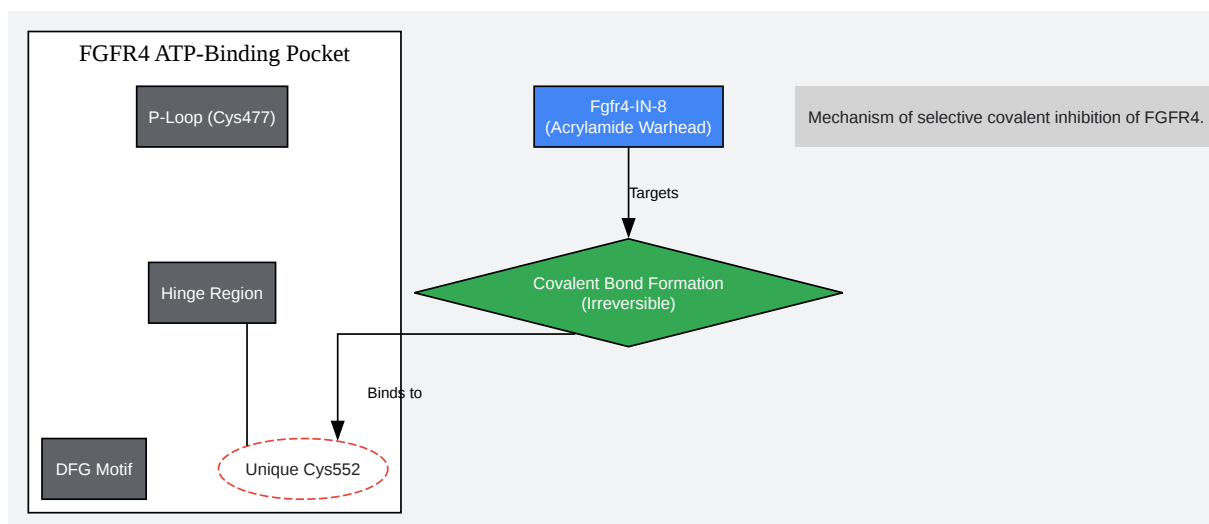 FGFR4 ATP-Binding Pocket
P-Loop (Cys477)
Fgfr4-IN-8
(Acrylamide Warhead)
Mechanism of selective covalent inhibition of FGFR4.
Targets
Hinge Region
Covalent Bond Formation
(Irreversible)
Binds to
DFG Motif
Unique Cys552